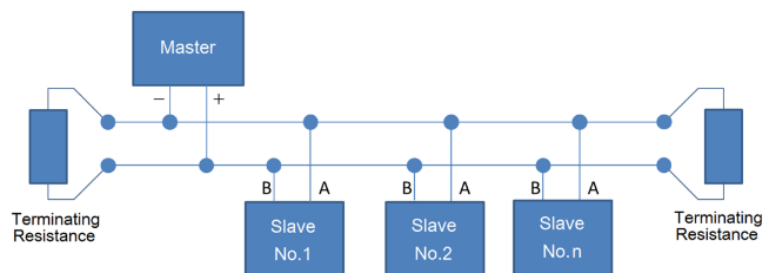 Master
− +
B A B A B A
Terminating
Resistance
Slave
No.1
Slave
No.2
Slave
No.n
Terminating
Resistance